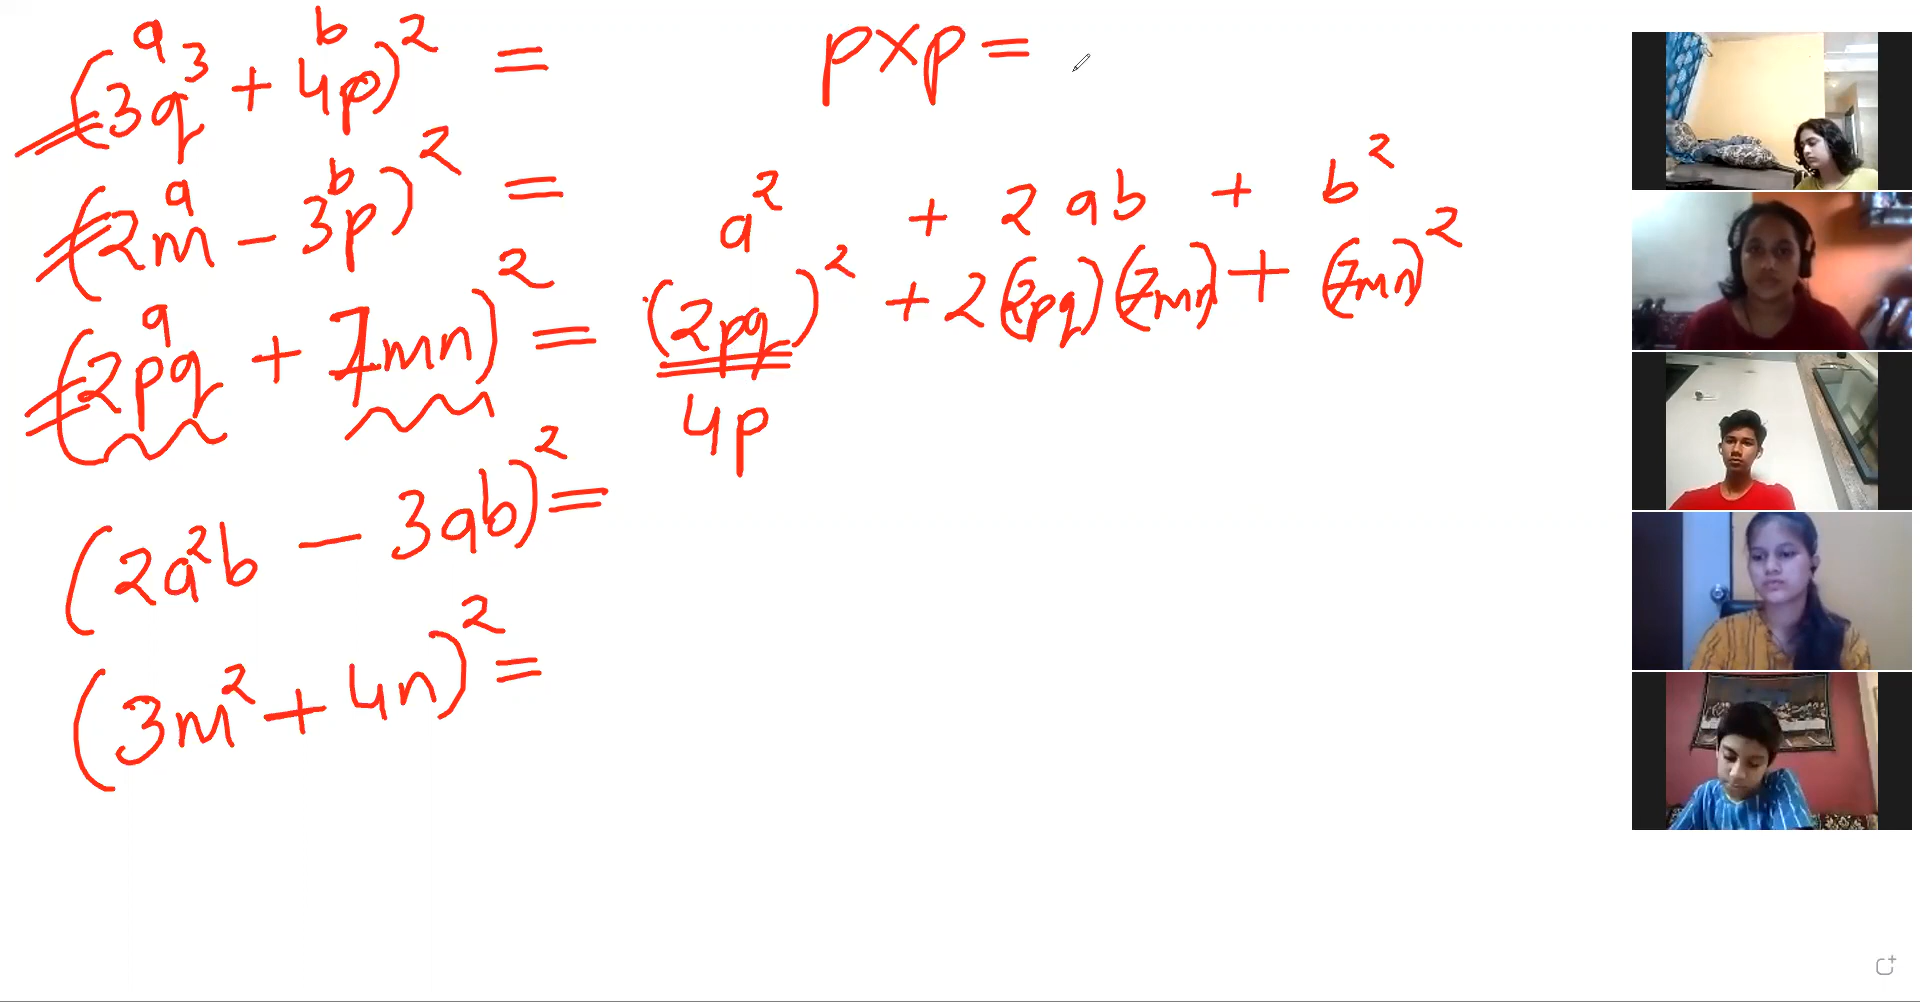 a b
(3q³ + 4p)² =
p×p =
a b
(2m - 3p)² =
a² + 2ab + b²
a
(2pq + 7mn)² = (2pq)² + 2(2pq)(7mn) + (7mn)²
4p
(2a²b - 3ab)² =
(3m² + 4n)² =